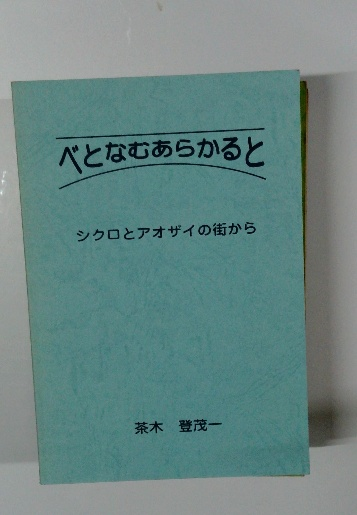 べとなむあらかると
シクロとアオザイの街から
茶木　登茂一